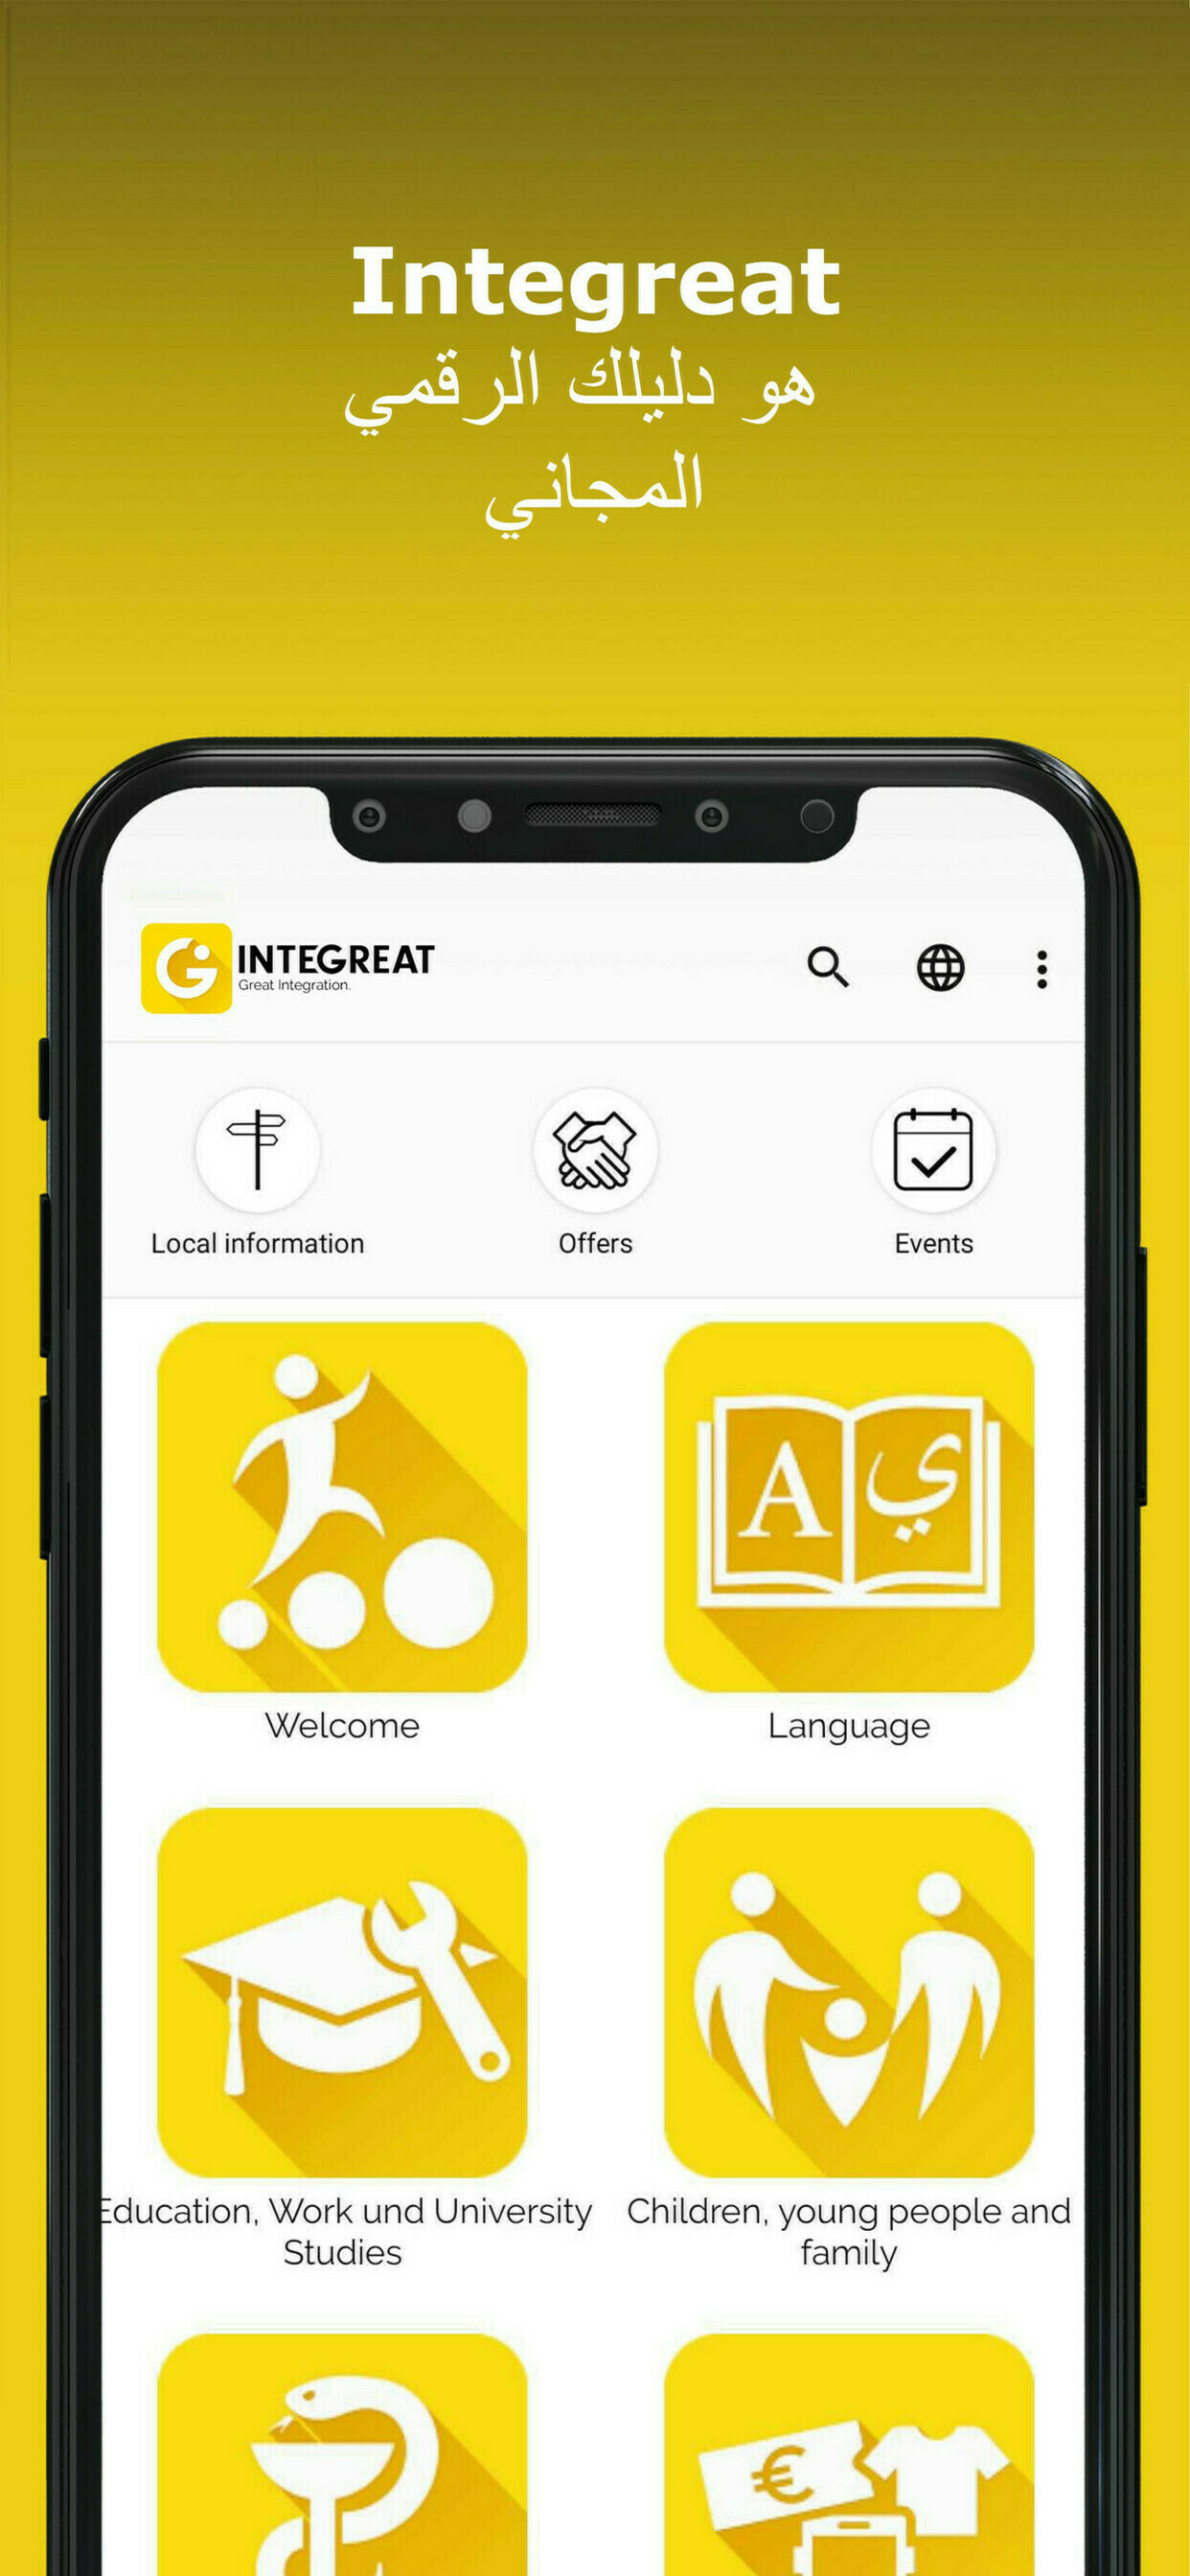 Integreat
هو دليلك الرقمي
المجاني
INTEGREAT
Great Integration.
Local information
Offers
Events
A ي
Welcome
Language
Education, Work und University
Studies
Children, young people and
family
€